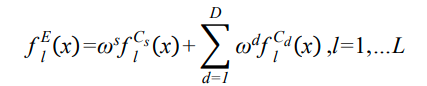 f_l^E(x)=ω^s f_l^{C_s}(x)+∑_{d=1}^{D} ω^d f_l^{C_d}(x) ,l=1,...L